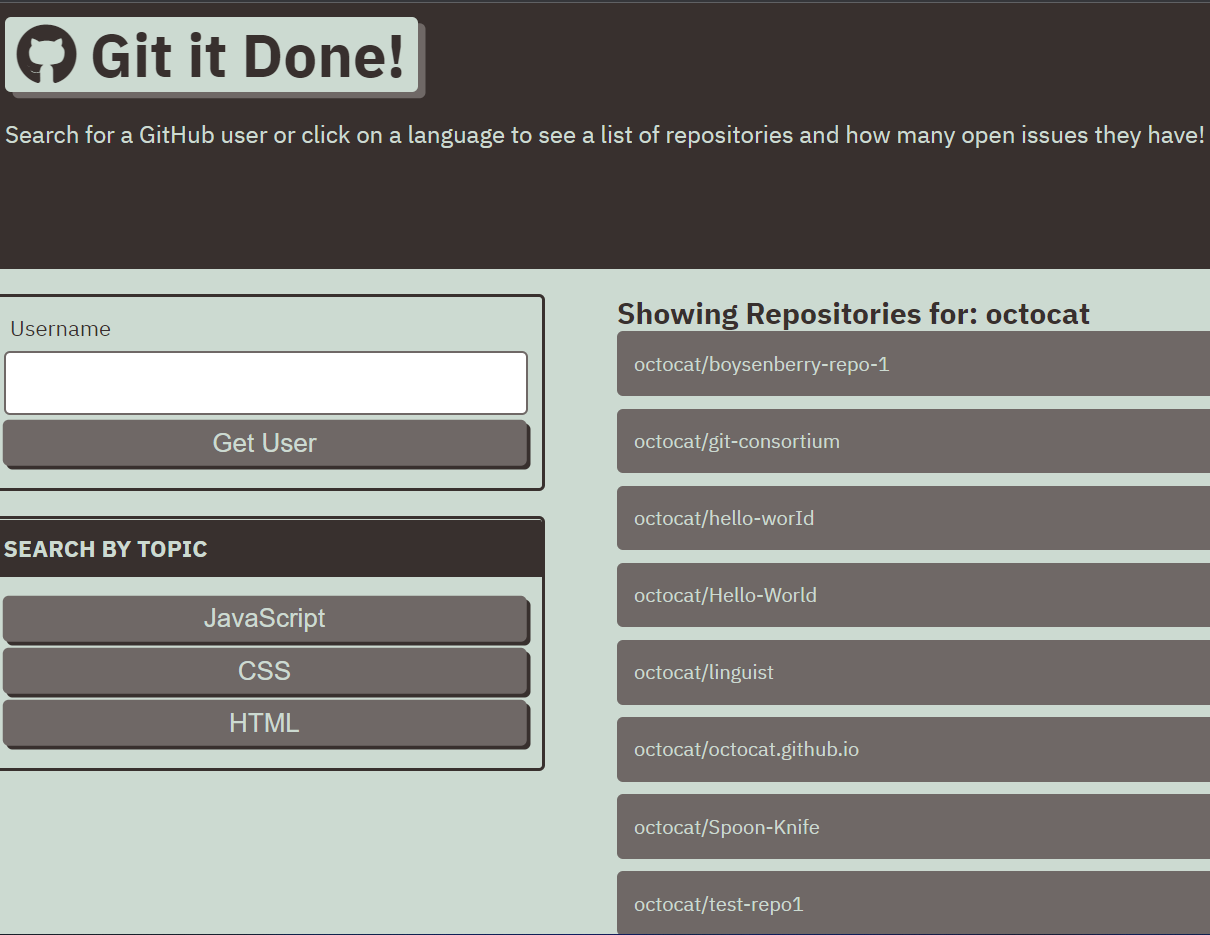 Git it Done!
Search for a GitHub user or click on a language to see a list of repositories and how many open issues they have!
Username
Get User
SEARCH BY TOPIC
JavaScript
CSS
HTML
Showing Repositories for: octocat
octocat/boysenberry-repo-1
octocat/git-consortium
octocat/hello-worId
octocat/Hello-World
octocat/linguist
octocat/octocat.github.io
octocat/Spoon-Knife
octocat/test-repo1